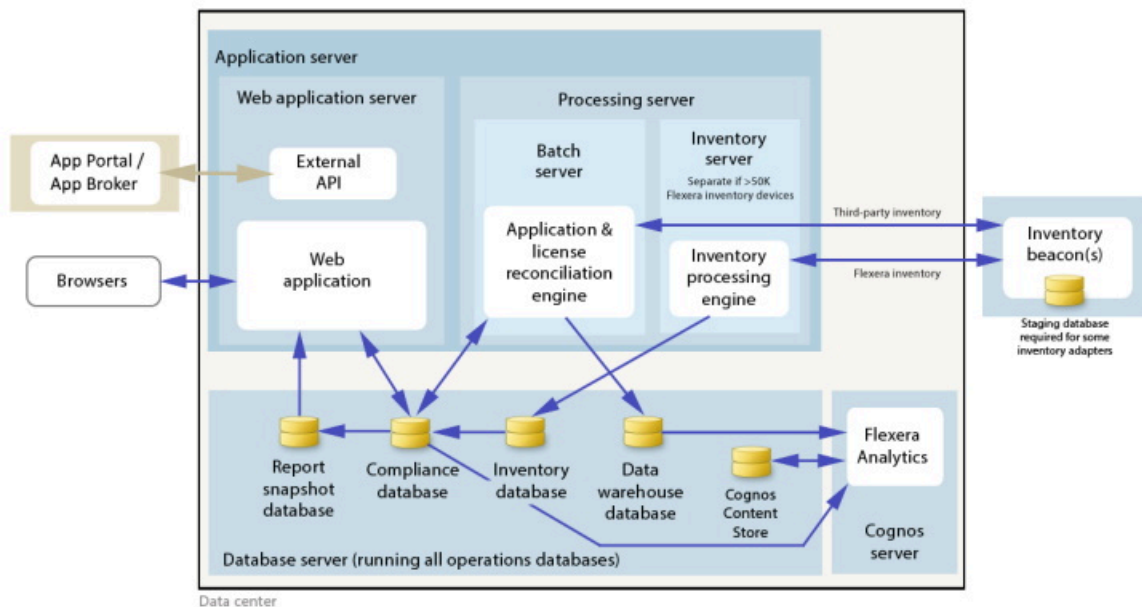 Application server
Web application server
Processing server
App Portal /
App Broker
External
API
Batch
server
Inventory
server
Separate if >50K
Flexera inventory devices
Third-party inventory
Browsers
Web
application
Application &
license
reconciliation
engine
Inventory
processing
engine
Flexera inventory
Inventory
beacon(s)
Staging database
required for some
inventory adapters
Report
snapshot
database
Compliance
database
Inventory
database
Data
warehouse
database
Cognos
Content
Store
Flexera
Analytics
Cognos
server
Database server (running all operations databases)
Data center